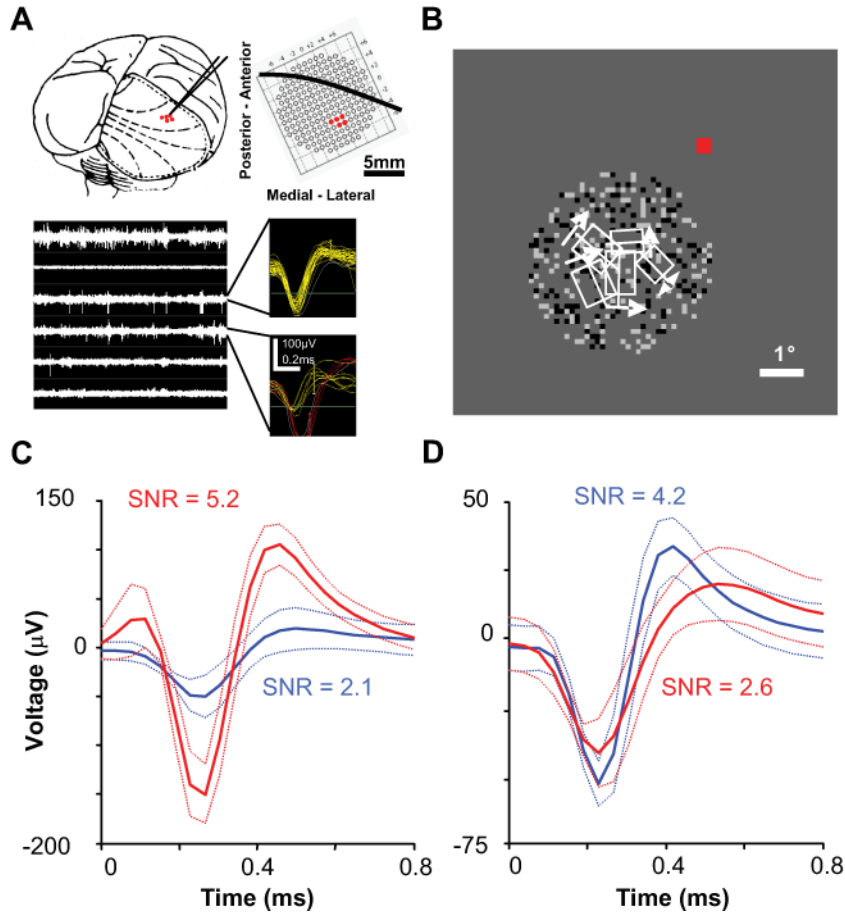 A
B
Posterior - Anterior
5mm
Medial - Lateral
100μV
0.2ms
1°
C
D
150
SNR = 5.2
0
SNR = 2.1
-200
Voltage (μV)
0 0.4 0.8
Time (ms)
50
SNR = 4.2
0
SNR = 2.6
-75
0 0.4 0.8
Time (ms)